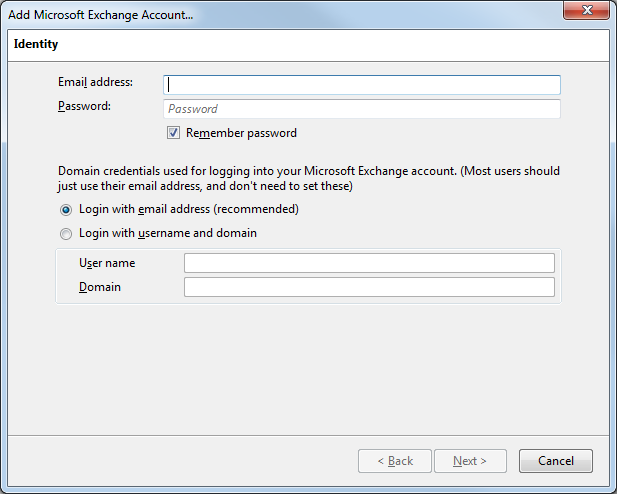 Add Microsoft Exchange Account...
Identity
Email address:
Password:
Password
Remember password
Domain credentials used for logging into your Microsoft Exchange account. (Most users should
just use their email address, and don't need to set these)
Login with email address (recommended)
Login with username and domain
User name
Domain
< Back
Next >
Cancel